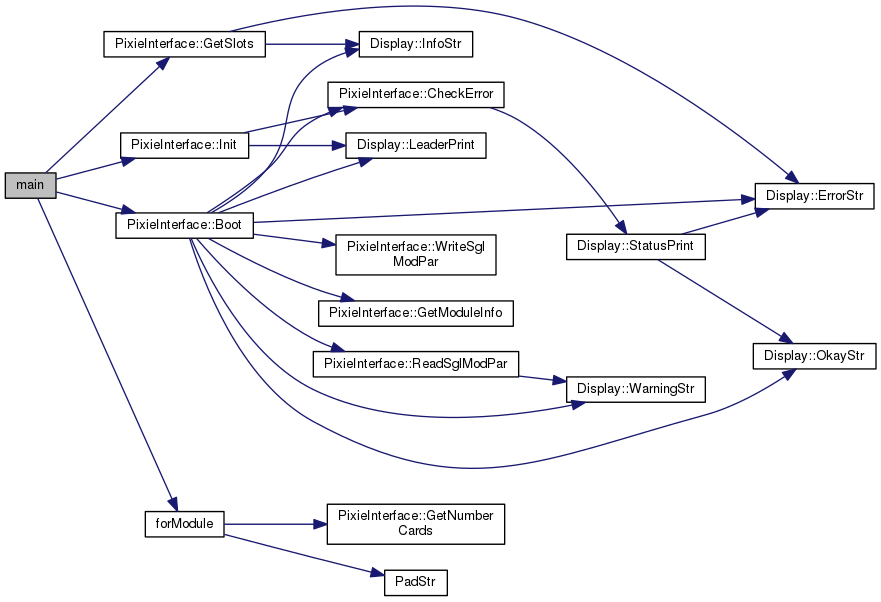 PixieInterface::GetSlots
Display::InfoStr
PixieInterface::CheckError
PixieInterface::Init
Display::LeaderPrint
main
Display::ErrorStr
PixieInterface::Boot
PixieInterface::WriteSgl
ModPar
Display::StatusPrint
PixieInterface::GetModuleInfo
Display::OkayStr
PixieInterface::ReadSglModPar
Display::WarningStr
forModule
PixieInterface::GetNumber
Cards
PadStr